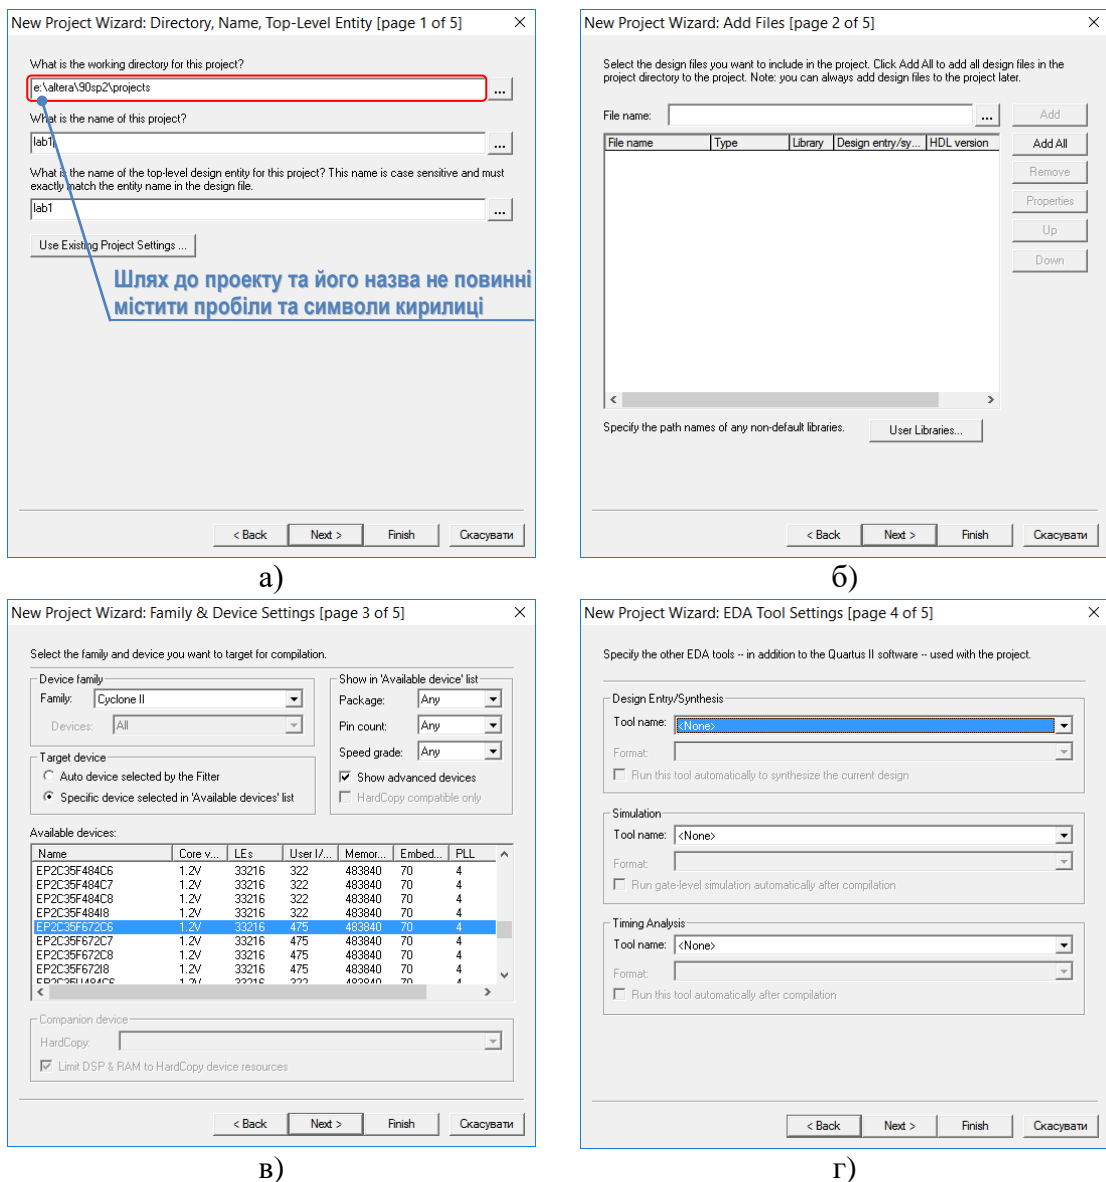 New Project Wizard: Directory, Name, Top-Level Entity [page 1 of 5]
What is the working directory for this project?
e:\altera\90sp2\projects
...
What is the name of this project?
lab1
...
What is the name of the top-level design entity for this project? This name is case sensitive and must
exactly match the entity name in the design file.
lab1
...
Use Existing Project Settings ...
Шлях до проекту та його назва не повинні
містити пробіли та символи кирилиці
< Back Next > Finish Скасувати
а)
New Project Wizard: Add Files [page 2 of 5]
Select the design files you want to include in the project. Click Add All to add all design files in the
project directory to the project. Note: you can always add design files to the project later.
File name: ... Add
File name Type Library Design entry/sy... HDL version Add All
Remove
Properties
Up
Down
Specify the path names of any non-default libraries. User Libraries...
< Back Next > Finish Скасувати
б)
New Project Wizard: Family & Device Settings [page 3 of 5]
Select the family and device you want to target for compilation.
Device family
Family: Cyclone II
Devices: All
Target device
Auto device selected by the Fitter
Specific device selected in 'Available devices' list
Show in 'Available device' list
Package: Any
Pin count: Any
Speed grade: Any
Show advanced devices
HardCopy compatible only
Available devices:
Name Core v... LEs User I/... Memor... Embed... PLL
EP2C35F484C6 1.2V 33216 322 483840 70 4
EP2C35F484C7 1.2V 33216 322 483840 70 4
EP2C35F484C8 1.2V 33216 322 483840 70 4
EP2C35F484I8 1.2V 33216 322 483840 70 4
EP2C35F672C6 1.2V 33216 475 483840 70 4
EP2C35F672C7 1.2V 33216 475 483840 70 4
EP2C35F672C8 1.2V 33216 475 483840 70 4
EP2C35F672I8 1.2V 33216 475 483840 70 4
EP2C35U484C6 1.2V 33216 322 483840 70 4
Companion device
HardCopy:
Limit DSP & RAM to HardCopy device resources
< Back Next > Finish Скасувати
в)
New Project Wizard: EDA Tool Settings [page 4 of 5]
Specify the other EDA tools -- in addition to the Quartus II software -- used with the project.
Design Entry/Synthesis
Tool name: <None>
Format:
Run this tool automatically to synthesize the current design
Simulation
Tool name: <None>
Format:
Run gate-level simulation automatically after compilation
Timing Analysis
Tool name: <None>
Format:
Run this tool automatically after compilation
< Back Next > Finish Скасувати
г)